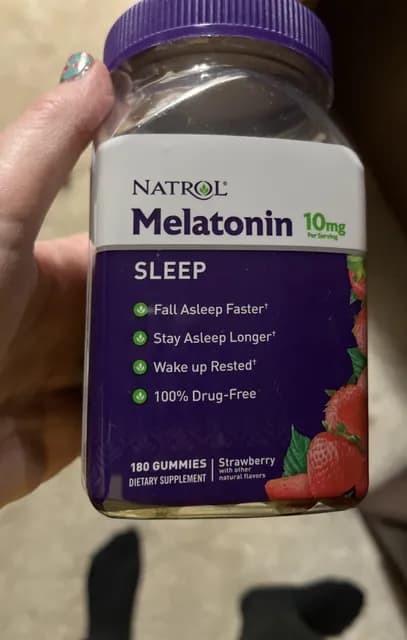 NATROL®
Melatonin 10mg
Per Serving
SLEEP
Fall Asleep Faster†
Stay Asleep Longer†
Wake up Rested†
100% Drug-Free
180 GUMMIES
DIETARY SUPPLEMENT
Strawberry
with other
natural flavors